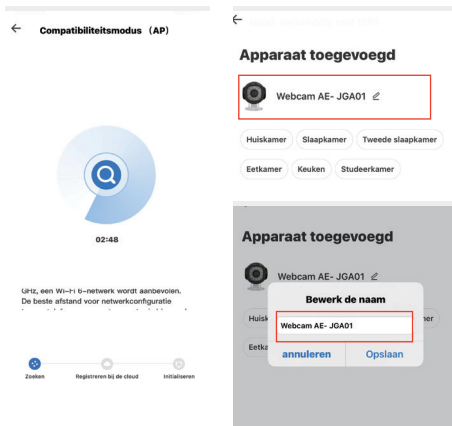 Compatibiliteitsmodus (AP)
02:48
GHz, een Wi-Fi 6-netwerk wordt aanbevolen.
De beste afstand voor netwerkconfiguratie
Zoeken
Registreren bij de cloud
Initialiseren
Apparaat toegevoegd
Webcam AE- JGA01
Huiskamer Slaapkamer Tweede slaapkamer
Eetkamer Keuken Studeerkamer
Apparaat toegevoegd
Webcam AE- JGA01
Bewerk de naam
Webcam AE- JGA01
annuleren Opslaan